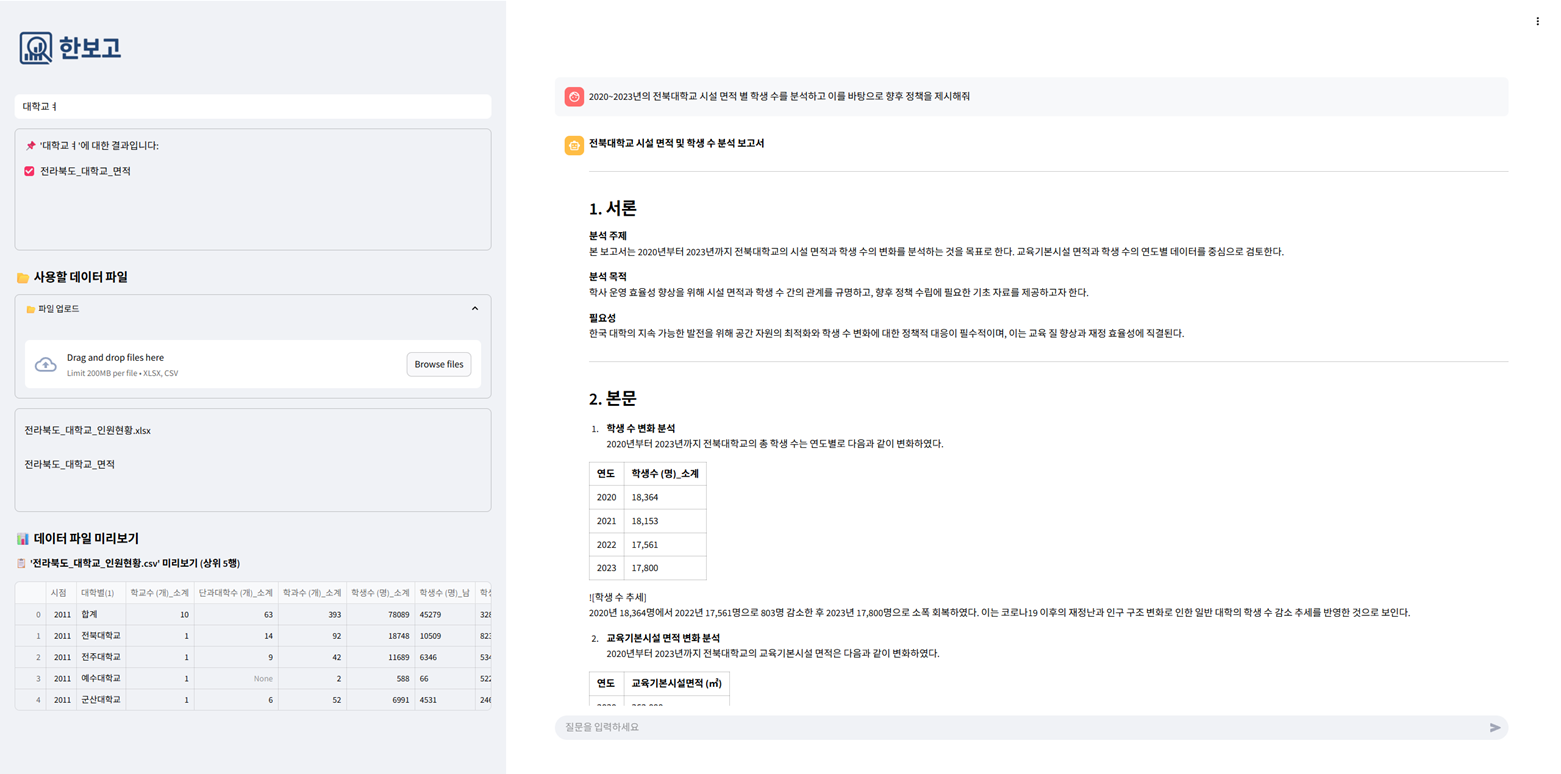 한보고
대학교ㅕ
📌 '대학교ㅕ'에 대한 결과입니다:
전라북도_대학교_면적
📁 사용할 데이터 파일
📁 파일 업로드
Drag and drop files here
Limit 200MB per file • XLSX, CSV
Browse files
전라북도_대학교_인원현황.xlsx
전라북도_대학교_면적
📊 데이터 파일 미리보기
📋 '전라북도_대학교_인원현황.csv' 미리보기 (상위 5행)
시점 대학별(1) 학교수 (개)_소계 단과대학수 (개)_소계 학과수 (개)_소계 학생수 (명)_소계 학생수 (명)_남 학생
0 2011 합계 10 63 393 78089 45279 328
1 2011 전북대학교 1 14 92 18748 10509 823
2 2011 전주대학교 1 9 42 11689 6346 534
3 2011 예수대학교 1 None 2 588 66 522
4 2011 군산대학교 1 6 52 6991 4531 246
2020~2023년의 전북대학교 시설 면적 별 학생 수를 분석하고 이를 바탕으로 향후 정책을 제시해줘
전북대학교 시설 면적 및 학생 수 분석 보고서
1. 서론
분석 주제
본 보고서는 2020년부터 2023년까지 전북대학교의 시설 면적과 학생 수의 변화를 분석하는 것을 목표로 한다. 교육기본시설 면적과 학생 수의 연도별 데이터를 중심으로 검토한다.
분석 목적
학사 운영 효율성 향상을 위해 시설 면적과 학생 수 간의 관계를 규명하고, 향후 정책 수립에 필요한 기초 자료를 제공하고자 한다.
필요성
한국 대학의 지속 가능한 발전을 위해 공간 자원의 최적화와 학생 수 변화에 대한 정책적 대응이 필수적이며, 이는 교육 질 향상과 재정 효율성에 직결된다.
2. 본문
1. 학생 수 변화 분석
2020년부터 2023년까지 전북대학교의 총 학생 수는 연도별로 다음과 같이 변화하였다.
연도 학생수 (명)_소계
2020 18,364
2021 18,153
2022 17,561
2023 17,800
![학생 수 추세]
2020년 18,364명에서 2022년 17,561명으로 803명 감소한 후 2023년 17,800명으로 소폭 회복하였다. 이는 코로나19 이후의 재정난과 인구 구조 변화로 인한 일반 대학의 학생 수 감소 추세를 반영한 것으로 보인다.
2. 교육기본시설 면적 변화 분석
2020년부터 2023년까지 전북대학교의 교육기본시설 면적은 다음과 같이 변화하였다.
연도 교육기본시설면적 (㎡)
질문을 입력하세요